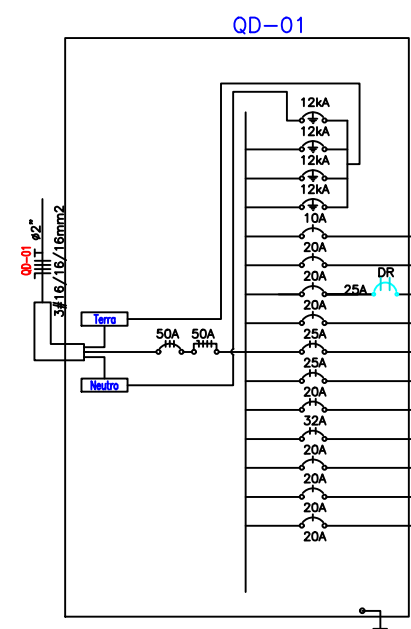 QD-01
12kA
12kA
12kA
12kA
10A
20A
20A
DR
25A
20A
QD-01
ø2"
3#16/16/16mm2
Terra
50A
50A
25A
25A
Neutro
20A
32A
20A
20A
20A
20A